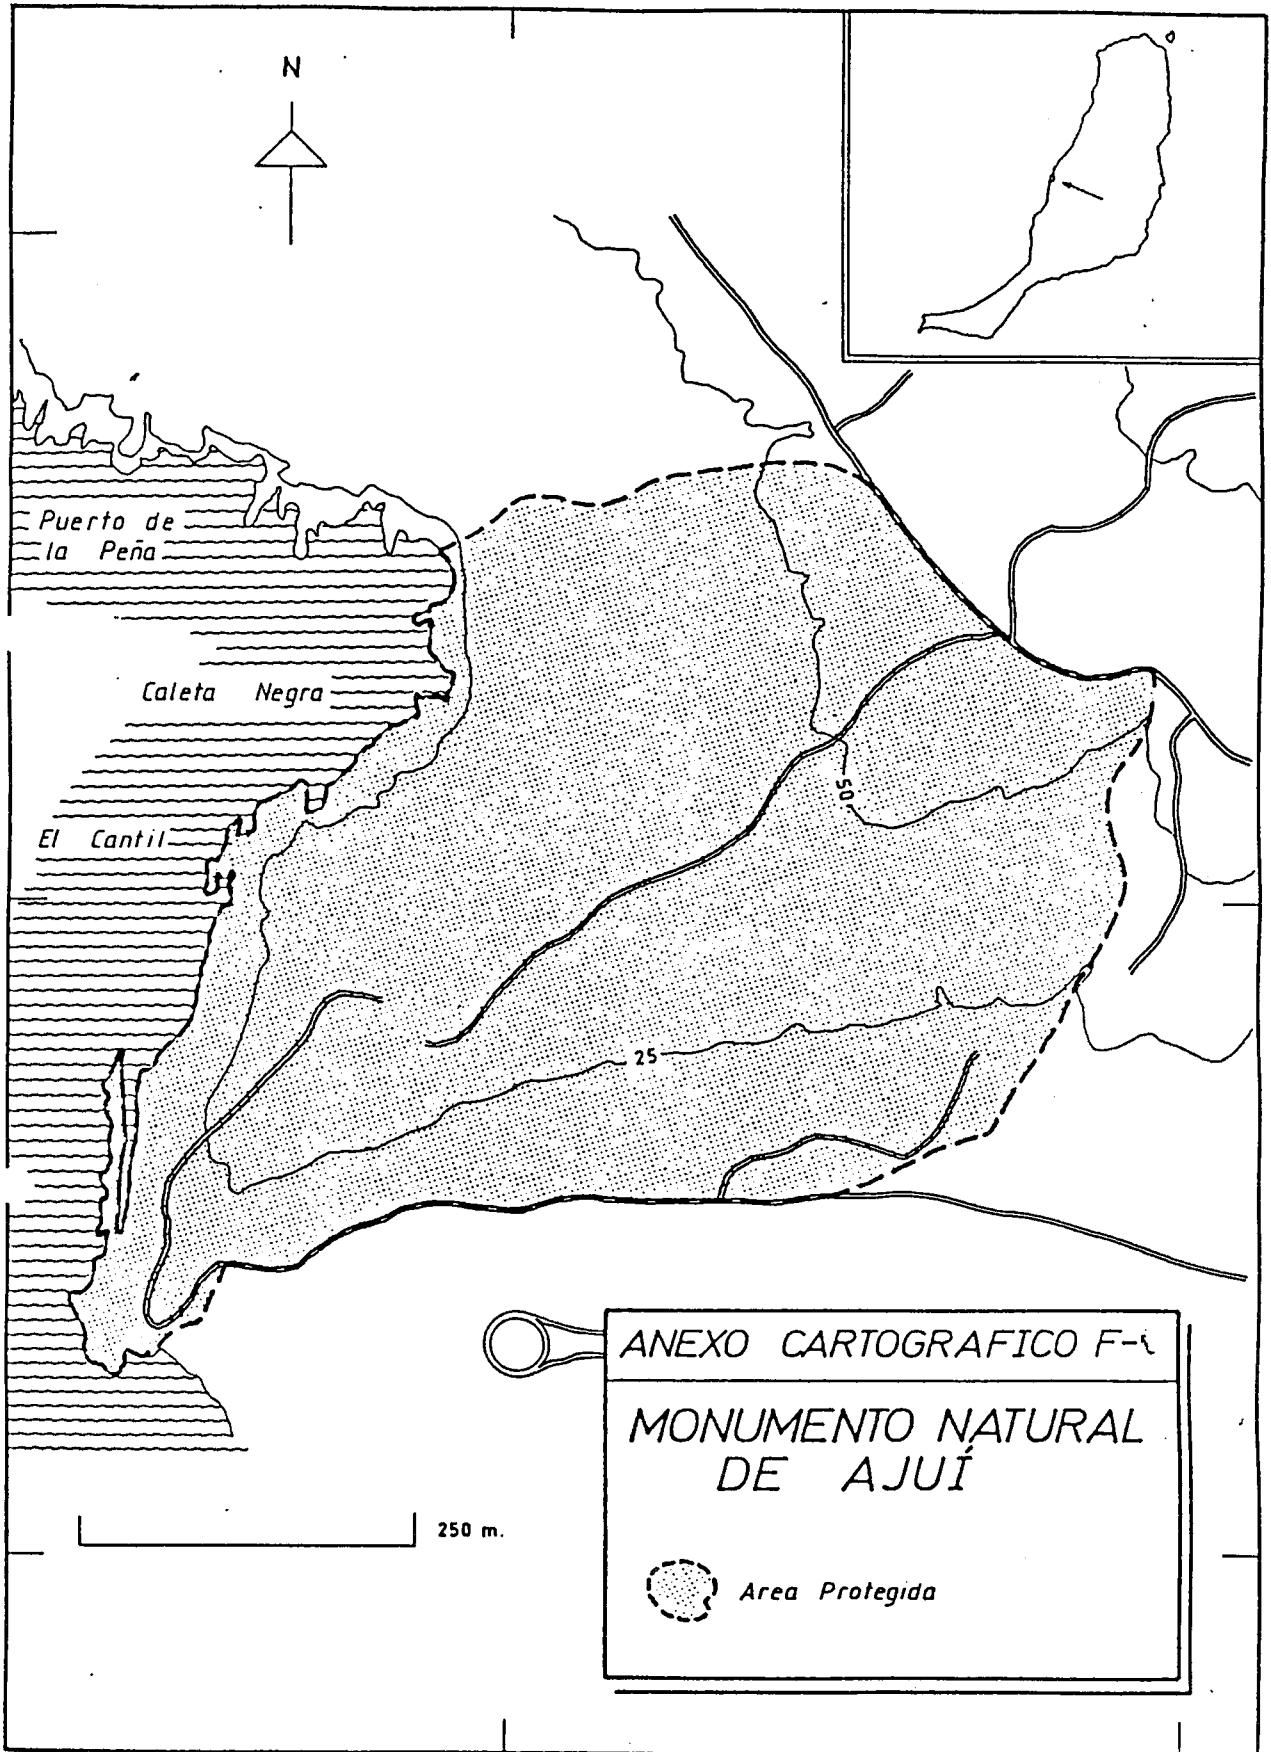 N
Puerto de
la Peña
Caleta Negra
El Cantil
50
25
250 m.
ANEXO CARTOGRAFICO F-
MONUMENTO NATURAL
DE AJUÍ
Area Protegida